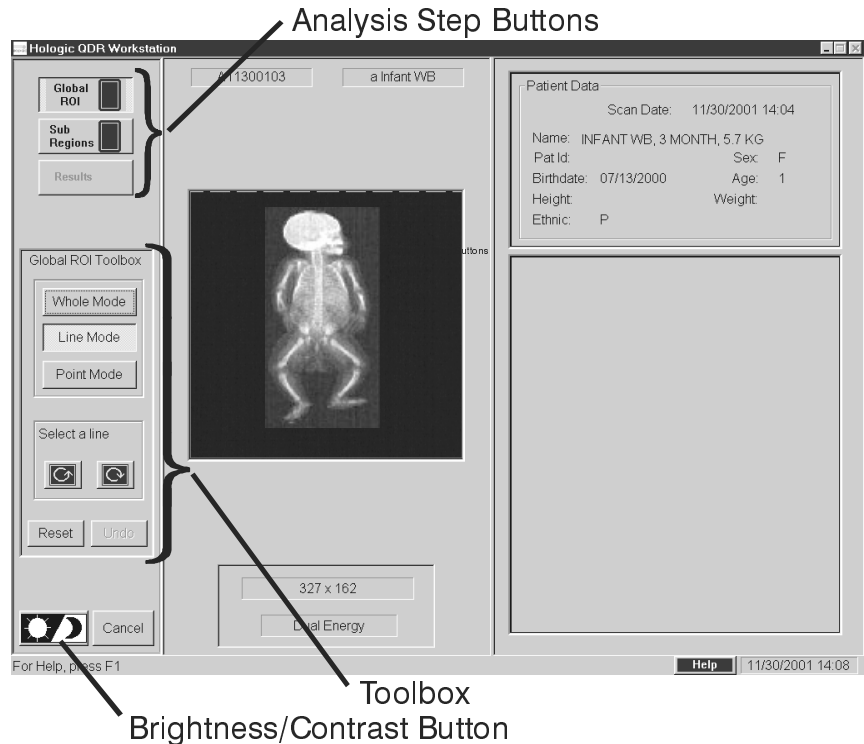 Analysis Step Buttons
Hologic QDR Workstation
Global
ROI
Sub
Regions
Results
A11300103
a Infant WB
Patient Data
Scan Date: 11/30/2001 14:04
Name: INFANT WB, 3 MONTH, 5.7 KG
Pat Id:
Sex: F
Birthdate: 07/13/2000
Age: 1
Height:
Weight:
Ethnic: P
uttons
Global ROI Toolbox
Whole Mode
Line Mode
Point Mode
Select a line
Reset
Undo
327 x 162
Dual Energy
Cancel
For Help, press F1
Help
11/30/2001 14:08
Toolbox
Brightness/Contrast Button